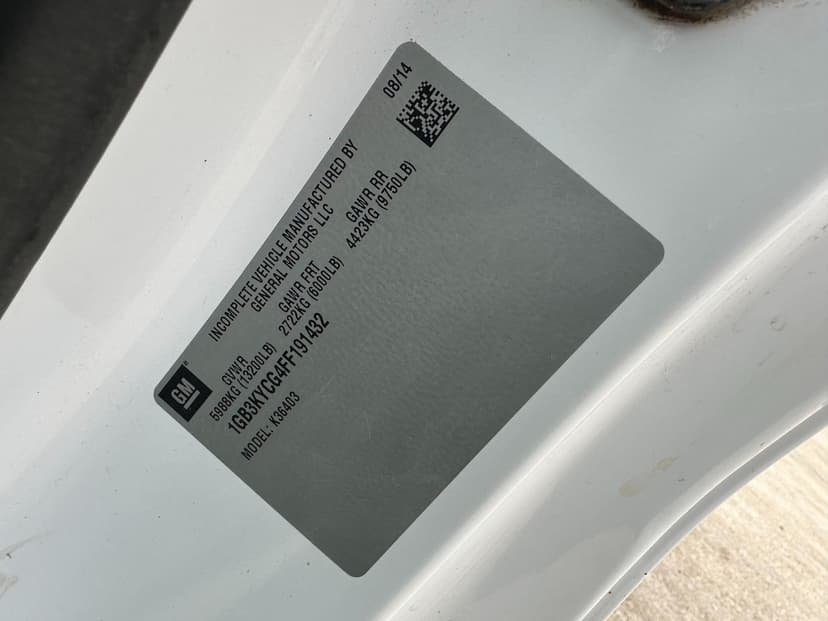 08/14
INCOMPLETE VEHICLE MANUFACTURED BY
GENERAL MOTORS LLC
GM
GVWR GAWR FRT GAWR RR
5988KG (13200LB) 2722KG (6000LB) 4423KG (9750LB)
1GB3KYCG4FF191432
MODEL: K36403